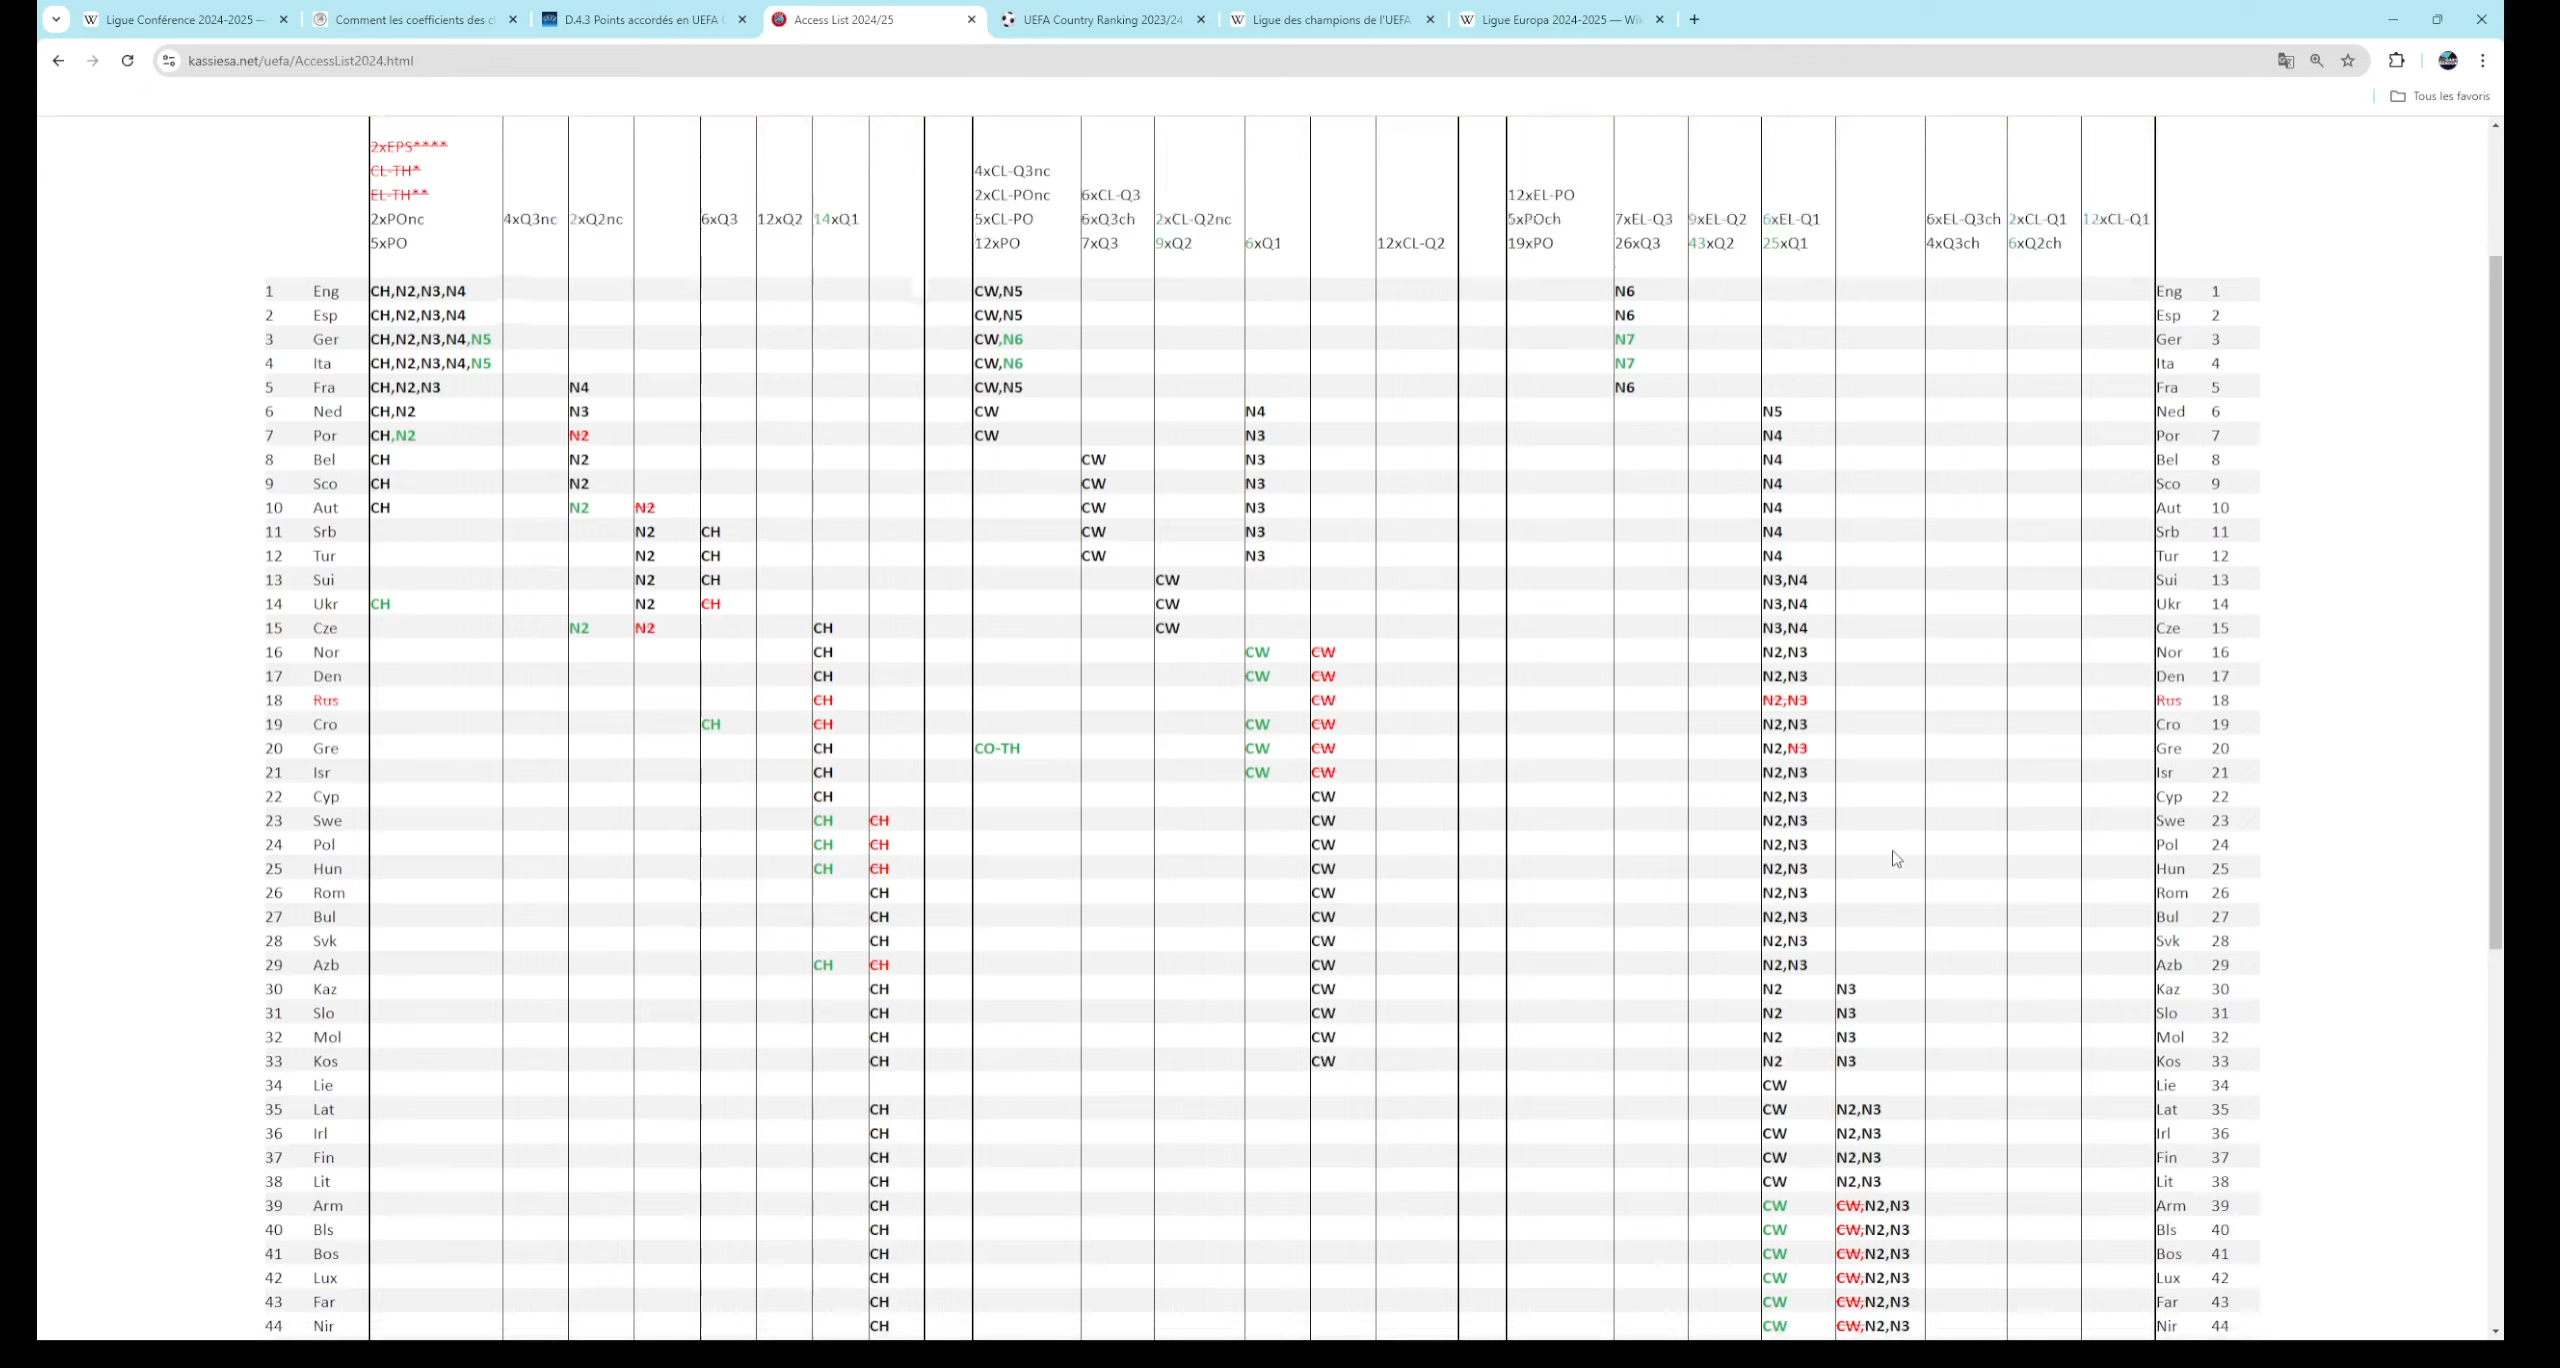 Ligue Conférence 2024-2025 — Comment les coefficients des c D.4.3 Points accordés en UEFA C Access List 2024/25 UEFA Country Ranking 2023/24 Ligue des champions de l'UEFA Ligue Europa 2024-2025 — Wi
kassiesa.net/uefa/AccessList2024.html
Tous les favoris
2xEPS****
CL-TH* 4xCL-Q3nc
EL-TH** 2xCL-POnc 6xCL-Q3 12xEL-PO
2xPOnc 4xQ3nc 2xQ2nc 6xQ3 12xQ2 14xQ1 5xCL-PO 6xQ3ch 2xCL-Q2nc 5xPOch 7xEL-Q3 9xEL-Q2 6xEL-Q1 6xEL-Q3ch 2xCL-Q1 12xCL-Q1
5xPO 12xPO 7xQ3 9xQ2 6xQ1 12xCL-Q2 19xPO 26xQ3 43xQ2 25xQ1 4xQ3ch 6xQ2ch
1 Eng CH,N2,N3,N4 CW,N5 N6 Eng 1
2 Esp CH,N2,N3,N4 CW,N5 N6 Esp 2
3 Ger CH,N2,N3,N4,N5 CW,N6 N7 Ger 3
4 Ita CH,N2,N3,N4,N5 CW,N6 N7 Ita 4
5 Fra CH,N2,N3 N4 CW,N5 N6 Fra 5
6 Ned CH,N2 N3 CW N4 N5 Ned 6
7 Por CH,N2 N2 CW N3 N4 Por 7
8 Bel CH N2 CW N3 N4 Bel 8
9 Sco CH N2 CW N3 N4 Sco 9
10 Aut CH N2 N2 CW N3 N4 Aut 10
11 Srb N2 CH CW N3 N4 Srb 11
12 Tur N2 CH CW N3 N4 Tur 12
13 Sui N2 CH CW N3,N4 Sui 13
14 Ukr CH N2 CH CW N3,N4 Ukr 14
15 Cze N2 N2 CH CW N3,N4 Cze 15
16 Nor CH CW CW N2,N3 Nor 16
17 Den CH CW CW N2,N3 Den 17
18 Rus CH CW N2,N3 Rus 18
19 Cro CH CH CW CW N2,N3 Cro 19
20 Gre CH CO-TH CW CW N2,N3 Gre 20
21 Isr CH CW CW N2,N3 Isr 21
22 Cyp CH CW N2,N3 Cyp 22
23 Swe CH CH CW N2,N3 Swe 23
24 Pol CH CH CW N2,N3 Pol 24
25 Hun CH CH CW N2,N3 Hun 25
26 Rom CH CW N2,N3 Rom 26
27 Bul CH CW N2,N3 Bul 27
28 Svk CH CW N2,N3 Svk 28
29 Azb CH CH CW N2,N3 Azb 29
30 Kaz CH CW N2 N3 Kaz 30
31 Slo CH CW N2 N3 Slo 31
32 Mol CH CW N2 N3 Mol 32
33 Kos CH CW N2 N3 Kos 33
34 Lie CW Lie 34
35 Lat CH CW N2,N3 Lat 35
36 Irl CH CW N2,N3 Irl 36
37 Fin CH CW N2,N3 Fin 37
38 Lit CH CW N2,N3 Lit 38
39 Arm CH CW CW,N2,N3 Arm 39
40 Bls CH CW CW,N2,N3 Bls 40
41 Bos CH CW CW,N2,N3 Bos 41
42 Lux CH CW CW,N2,N3 Lux 42
43 Far CH CW CW,N2,N3 Far 43
44 Nir CH CW CW,N2,N3 Nir 44